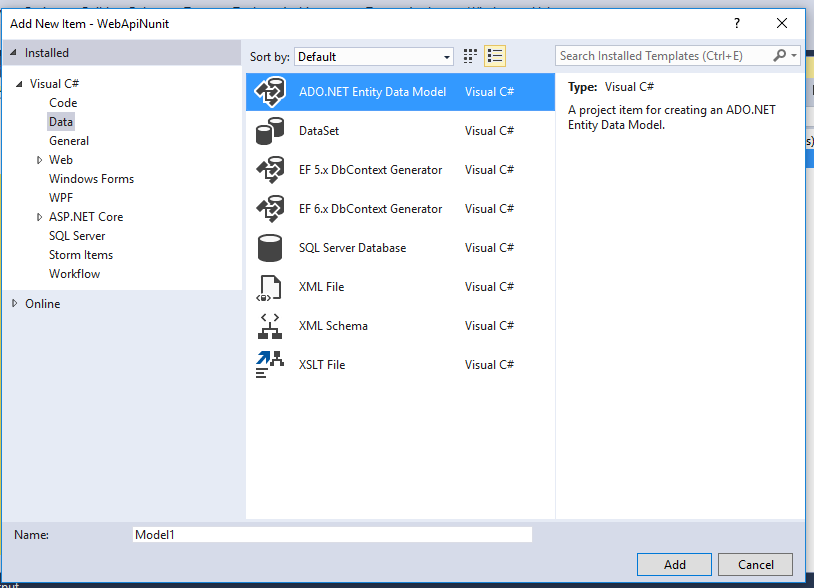 Add New Item - WebApiNunit
?
Installed
Sort by: Default
Search Installed Templates (Ctrl+E)
Visual C#
Code
Data
General
Web
Windows Forms
WPF
ASP.NET Core
SQL Server
Storm Items
Workflow
Online
ADO.NET Entity Data Model Visual C#
DataSet Visual C#
EF 5.x DbContext Generator Visual C#
EF 6.x DbContext Generator Visual C#
SQL Server Database Visual C#
XML File Visual C#
XML Schema Visual C#
XSLT File Visual C#
Type: Visual C#
A project item for creating an ADO.NET
Entity Data Model.
s)
Name: Model1
Add Cancel